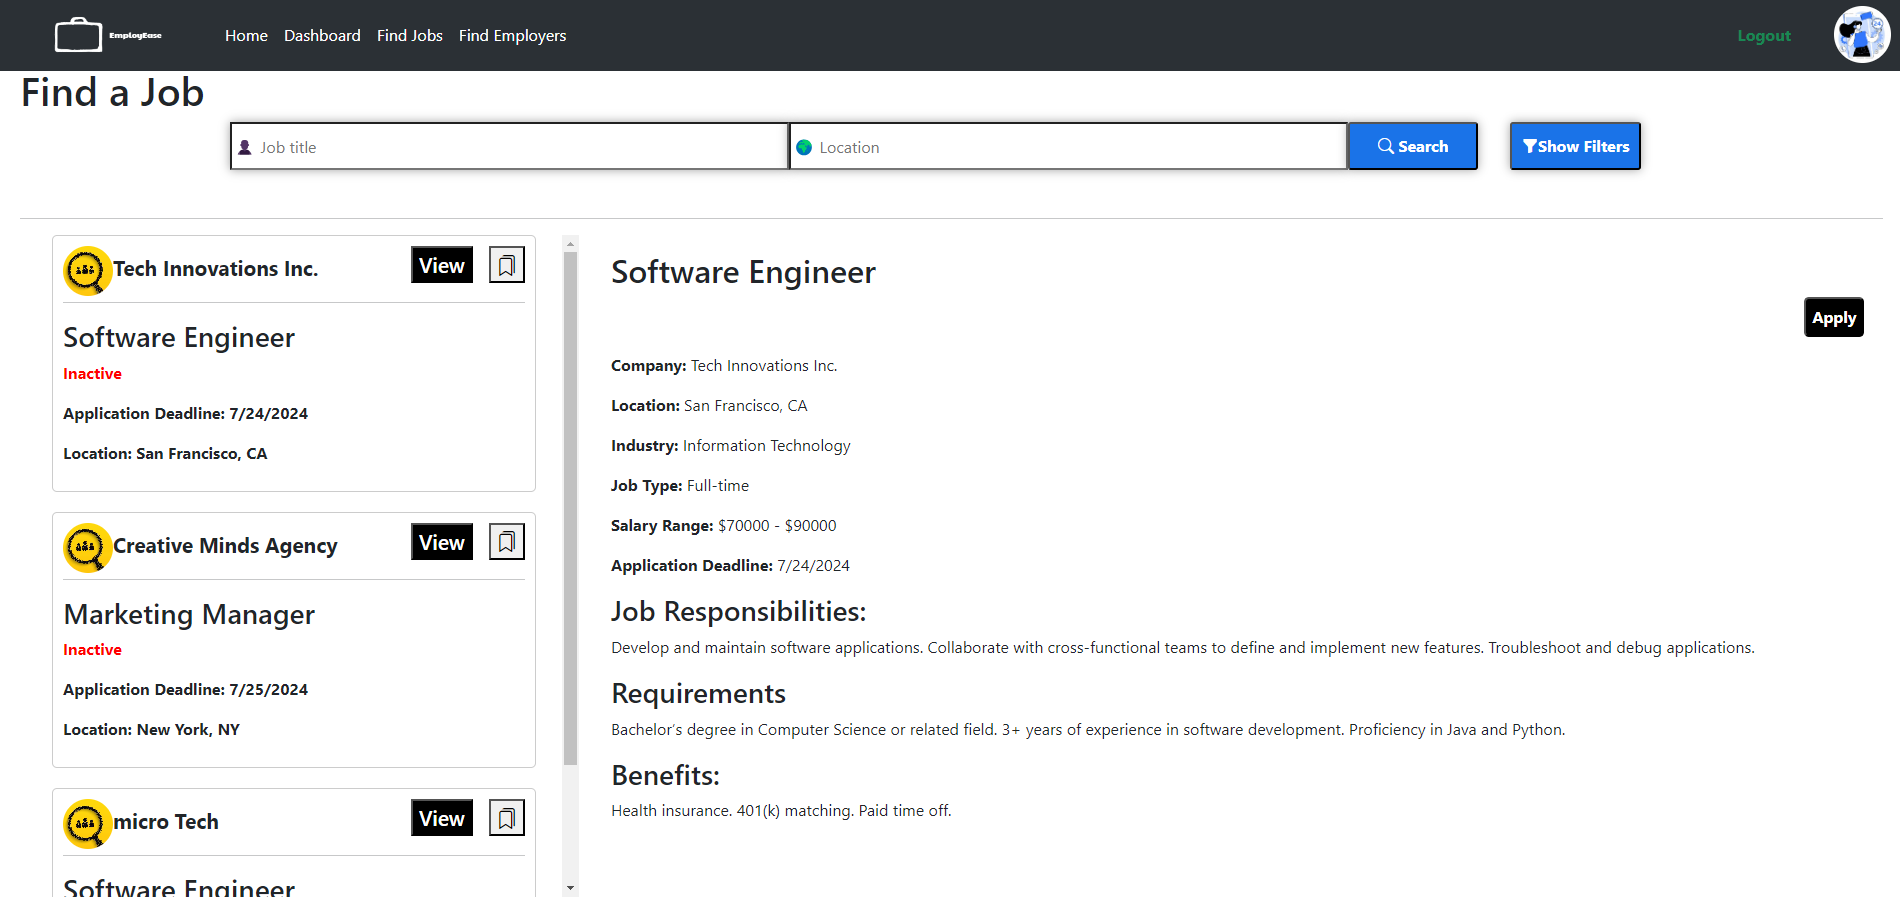 EmployEase
Home Dashboard Find Jobs Find Employers
Logout
Find a Job
Job title
Location
Search
Show Filters
Tech Innovations Inc.
View
Software Engineer
Inactive
Application Deadline: 7/24/2024
Location: San Francisco, CA
Creative Minds Agency
View
Marketing Manager
Inactive
Application Deadline: 7/25/2024
Location: New York, NY
micro Tech
View
Software Engineer
Software Engineer
Apply
Company: Tech Innovations Inc.
Location: San Francisco, CA
Industry: Information Technology
Job Type: Full-time
Salary Range: $70000 - $90000
Application Deadline: 7/24/2024
Job Responsibilities:
Develop and maintain software applications. Collaborate with cross-functional teams to define and implement new features. Troubleshoot and debug applications.
Requirements
Bachelor's degree in Computer Science or related field. 3+ years of experience in software development. Proficiency in Java and Python.
Benefits:
Health insurance. 401(k) matching. Paid time off.